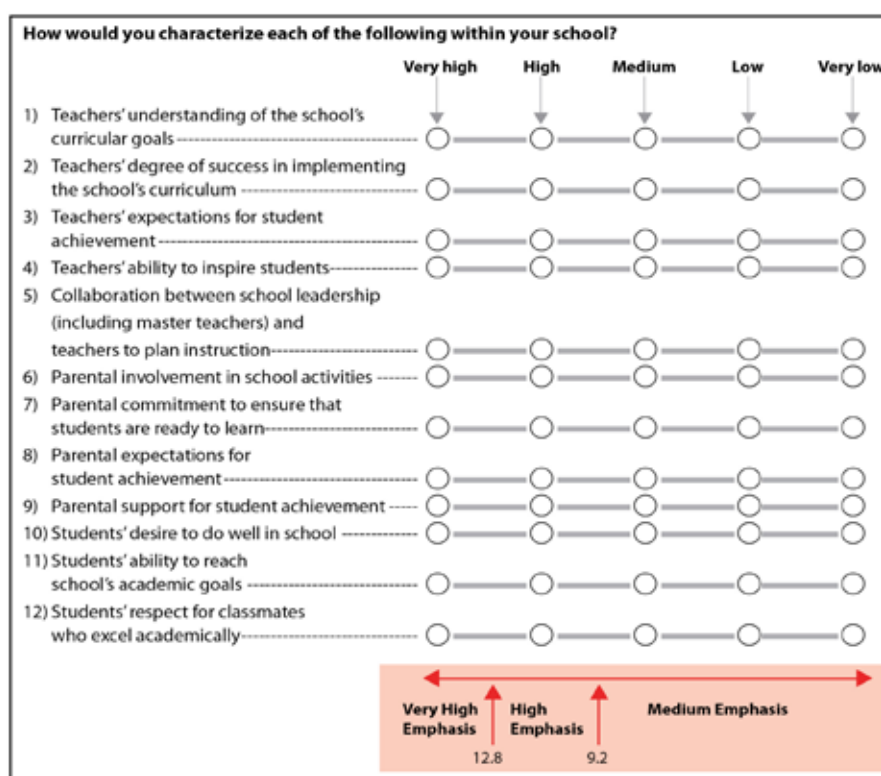 How would you characterize each of the following within your school?
Very high High Medium Low Very low
1) Teachers' understanding of the school's
curricular goals
2) Teachers' degree of success in implementing
the school's curriculum
3) Teachers' expectations for student
achievement
4) Teachers' ability to inspire students
5) Collaboration between school leadership
(including master teachers) and
teachers to plan instruction
6) Parental involvement in school activities
7) Parental commitment to ensure that
students are ready to learn
8) Parental expectations for
student achievement
9) Parental support for student achievement
10) Students' desire to do well in school
11) Students' ability to reach
school's academic goals
12) Students' respect for classmates
who excel academically
Very High High Medium Emphasis
Emphasis Emphasis
12.8 9.2